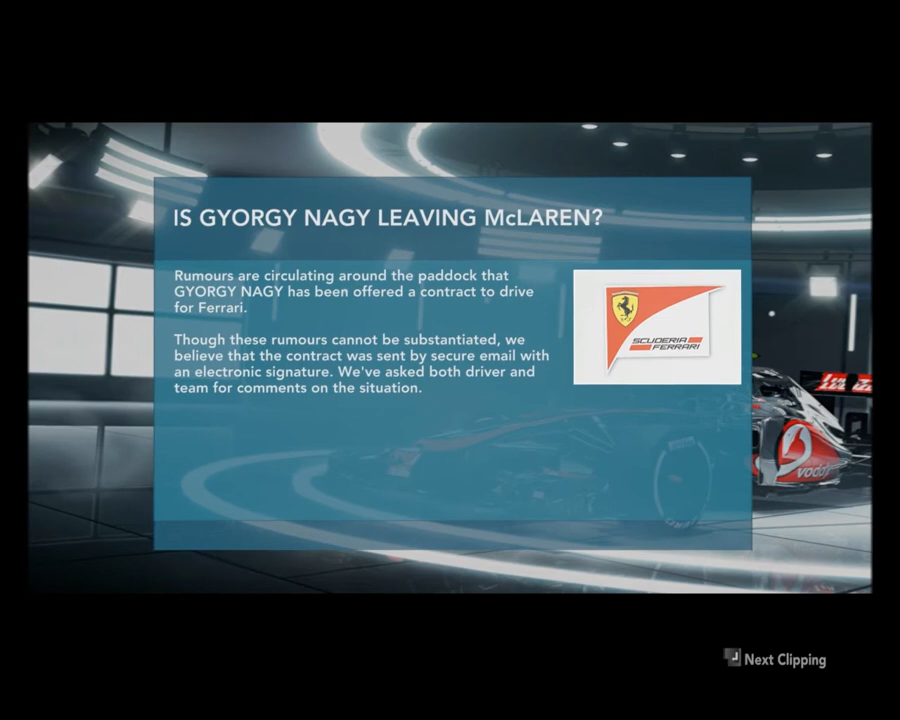 IS GYORGY NAGY LEAVING McLAREN?
Rumours are circulating around the paddock that
GYORGY NAGY has been offered a contract to drive
for Ferrari.
Though these rumours cannot be substantiated, we
believe that the contract was sent by secure email with
an electronic signature. We've asked both driver and
team for comments on the situation.
SCUDERIA
FERRARI
vodafone
Next Clipping